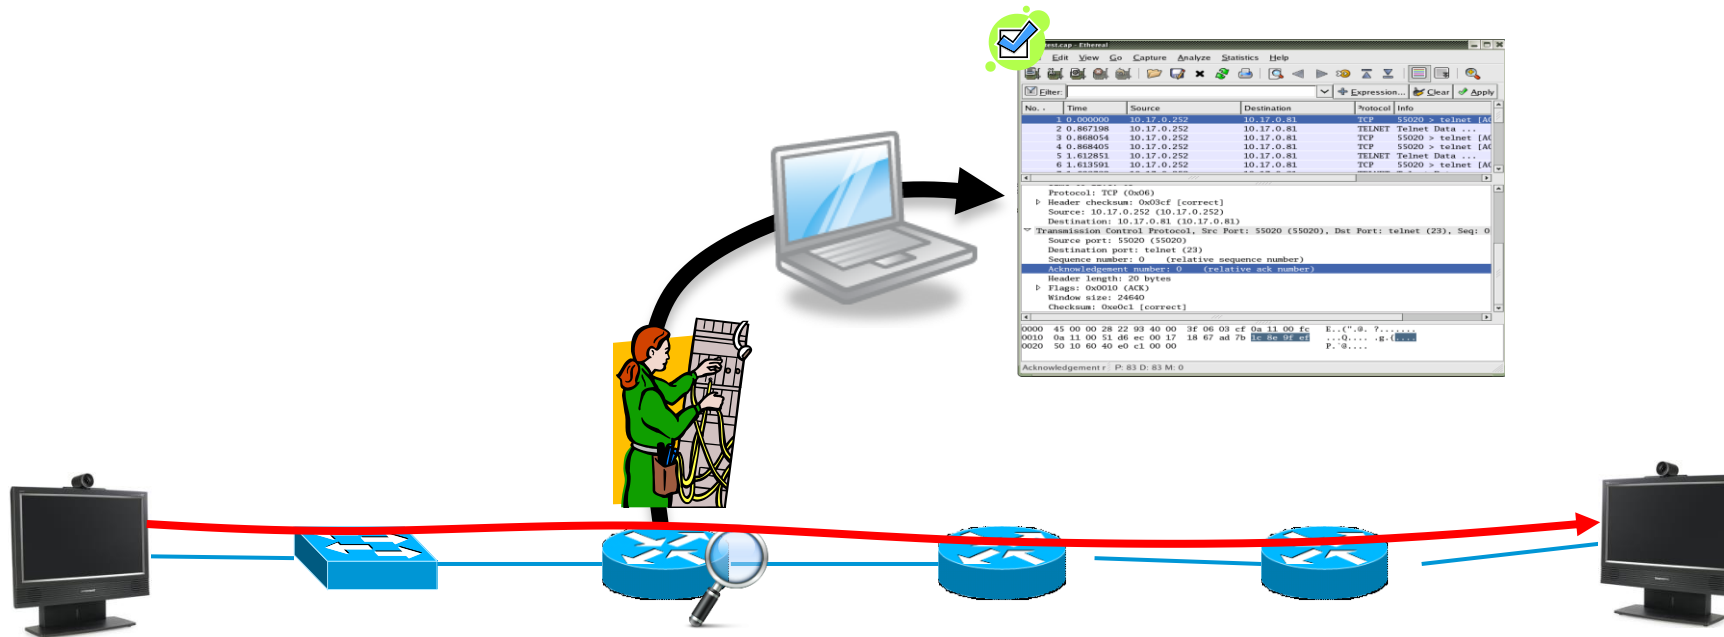 test.cap - Ethereal
Edit View Go Capture Analyze Statistics Help
Filter: Expression... Clear Apply
No. . Time Source Destination Protocol Info
1 0.000000 10.17.0.252 10.17.0.81 TCP 55020 > telnet [AC
2 0.867198 10.17.0.252 10.17.0.81 TELNET Telnet Data ...
3 0.868054 10.17.0.252 10.17.0.81 TCP 55020 > telnet [AC
4 0.868405 10.17.0.252 10.17.0.81 TCP 55020 > telnet [AC
5 1.612851 10.17.0.252 10.17.0.81 TELNET Telnet Data ...
6 1.613591 10.17.0.252 10.17.0.81 TCP 55020 > telnet [AC
Protocol: TCP (0x06)
Header checksum: 0x03cf [correct]
Source: 10.17.0.252 (10.17.0.252)
Destination: 10.17.0.81 (10.17.0.81)
Transmission Control Protocol, Src Port: 55020 (55020), Dst Port: telnet (23), Seq: 0
Source port: 55020 (55020)
Destination port: telnet (23)
Sequence number: 0 (relative sequence number)
Acknowledgement number: 0 (relative ack number)
Header length: 20 bytes
Flags: 0x0010 (ACK)
Window size: 24640
Checksum: 0xe0c1 [correct]
0000 45 00 00 28 22 93 40 00 3f 06 03 cf 0a 11 00 fc E..(".@. ?.......
0010 0a 11 00 51 d6 ec 00 17 18 67 ad 7b 1c 8e 9f ef ...Q.... .g.{....
0020 50 10 60 40 e0 c1 00 00 P.`@....
Acknowledgement r P: 83 D: 83 M: 0